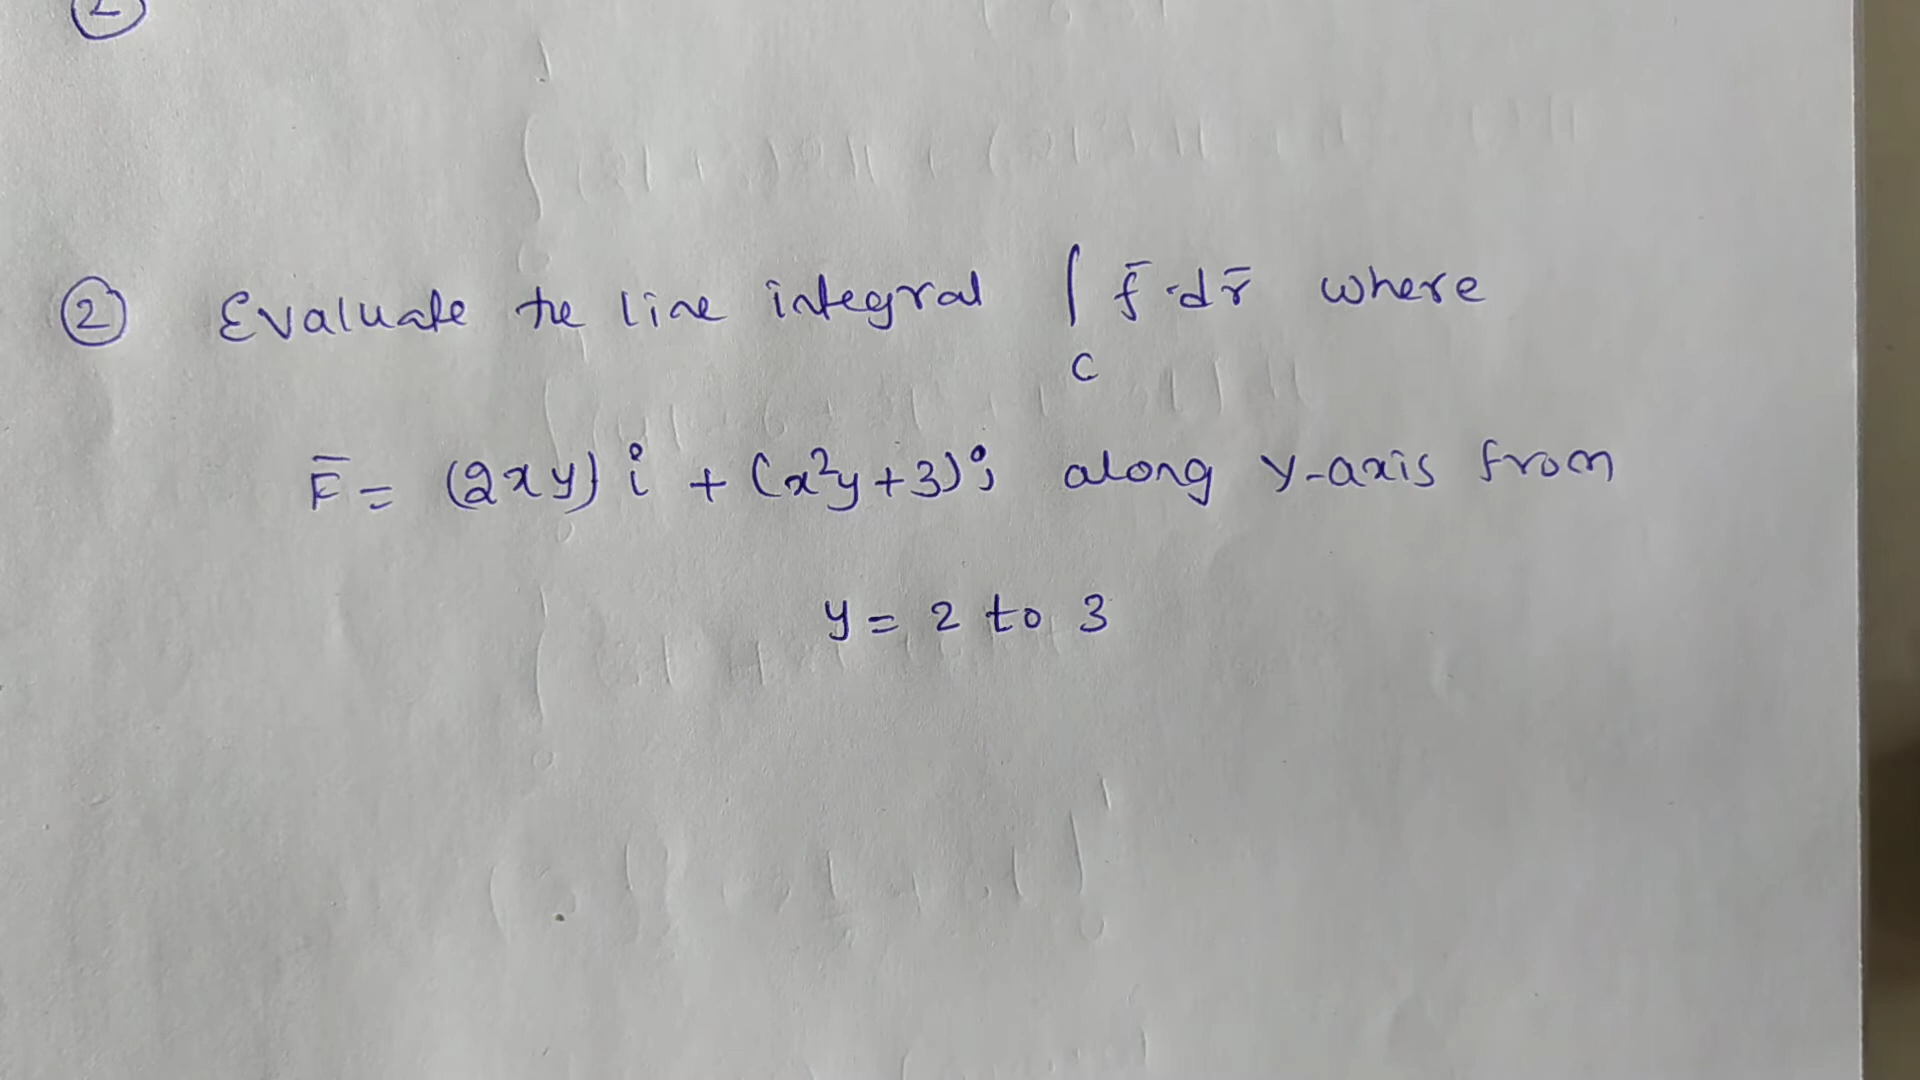 ② Evaluate the line integral ∫_C f̄·dr̄ where
F̄ = (2xy) i + (x²y+3) j along y-axis from
y = 2 to 3